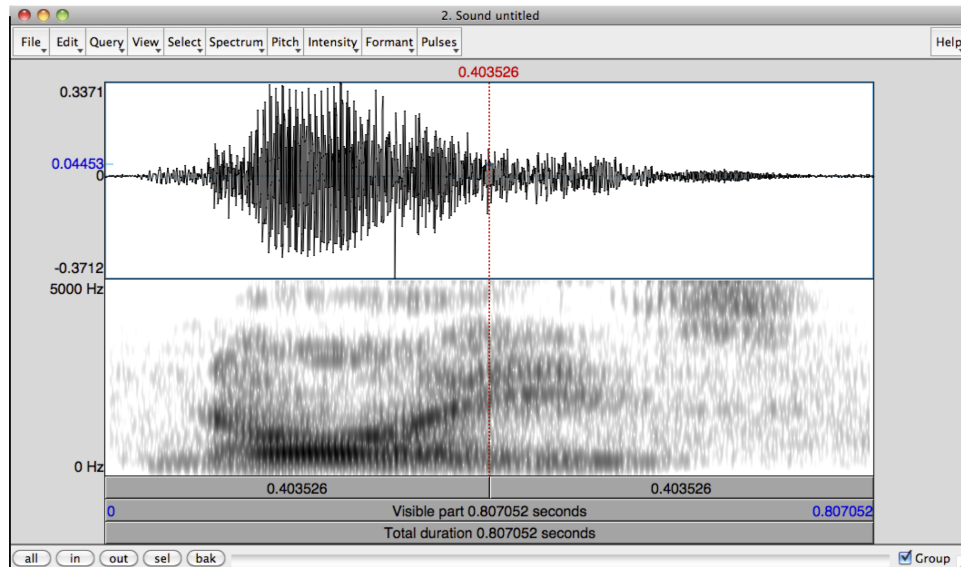 2. Sound untitled
File Edit Query View Select Spectrum Pitch Intensity Formant Pulses Help
0.403526
0.3371
0.04453
0
-0.3712
5000 Hz
0 Hz
0.403526 0.403526
0 Visible part 0.807052 seconds 0.807052
Total duration 0.807052 seconds
all in out sel bak Group